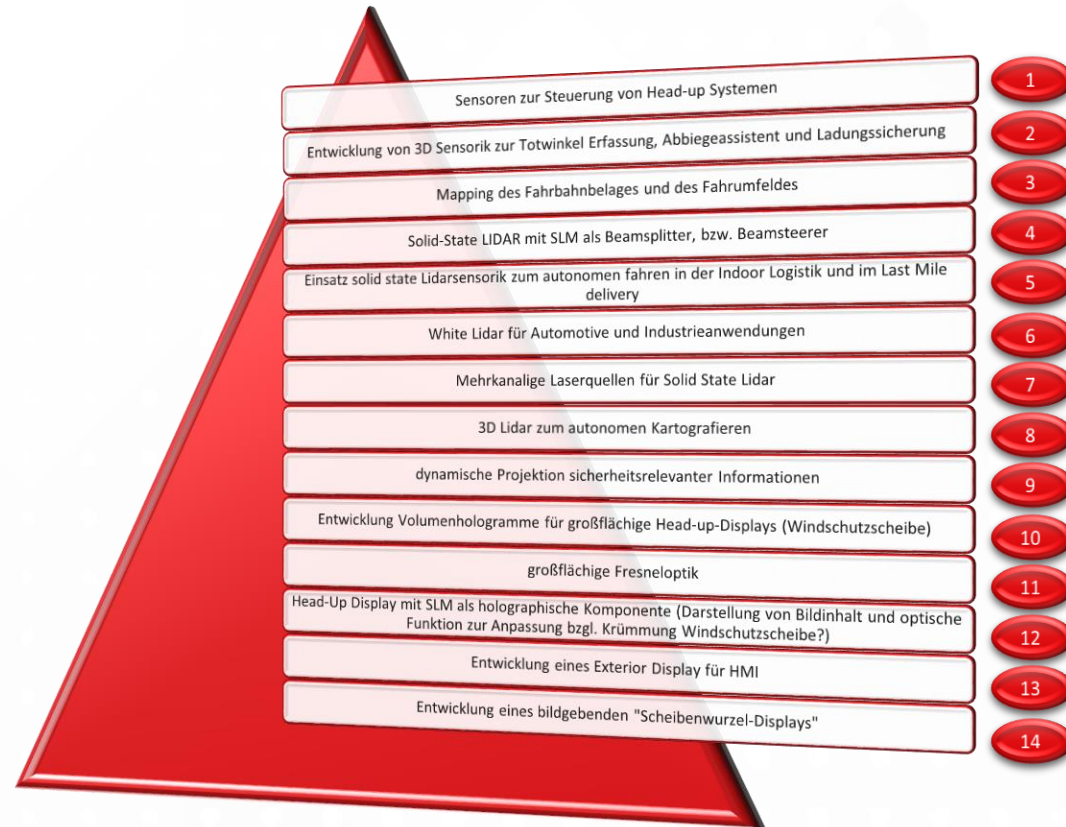 Sensoren zur Steuerung von Head-up Systemen
1
Entwicklung von 3D Sensorik zur Totwinkel Erfassung, Abbiegeassistent und Ladungssicherung
2
Mapping des Fahrbahnbelages und des Fahrumfeldes
3
Solid-State LIDAR mit SLM als Beamsplitter, bzw. Beamsteerer
4
Einsatz solid state Lidarsensorik zum autonomen fahren in der Indoor Logistik und im Last Mile
delivery
5
White Lidar für Automotive und Industrieanwendungen
6
Mehrkanalige Laserquellen für Solid State Lidar
7
3D Lidar zum autonomen Kartografieren
8
dynamische Projektion sicherheitsrelevanter Informationen
9
Entwicklung Volumenhologramme für großflächige Head-up-Displays (Windschutzscheibe)
10
großflächige Fresneloptik
11
Head-Up Display mit SLM als holographische Komponente (Darstellung von Bildinhalt und optische
Funktion zur Anpassung bzgl. Krümmung Windschutzscheibe?)
12
Entwicklung eines Exterior Display für HMI
13
Entwicklung eines bildgebenden "Scheibenwurzel-Displays"
14